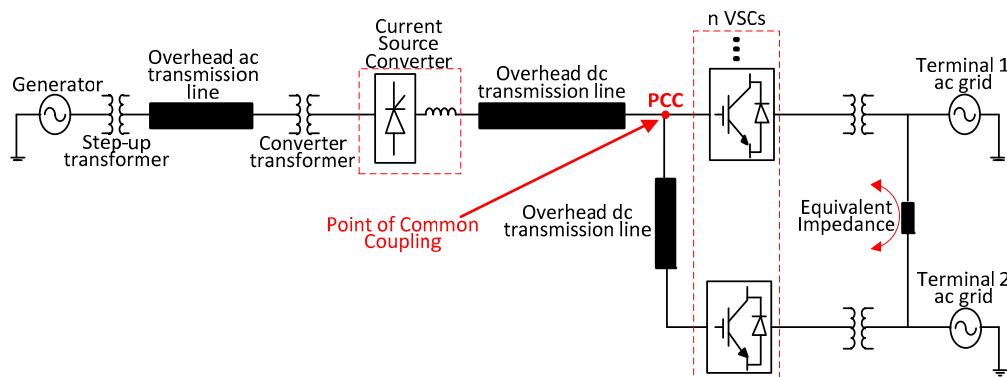 Generator
Step-up
transformer
Overhead ac
transmission
line
Converter
transformer
Current
Source
Converter
Overhead dc
transmission line
PCC
Point of Common
Coupling
Overhead dc
transmission line
n VSCs
Terminal 1
ac grid
Equivalent
Impedance
Terminal 2
ac grid